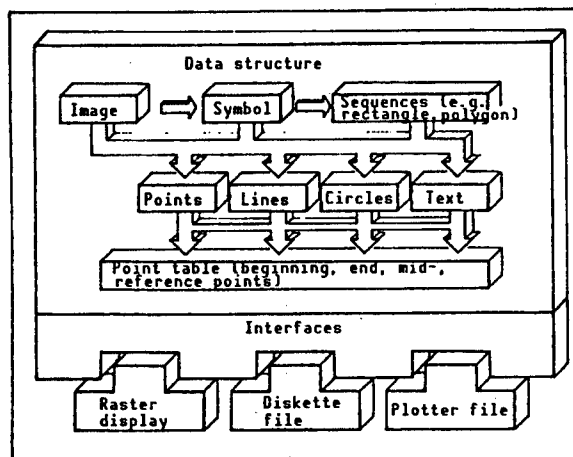 Data structure
Image
Symbol
Sequences (e.g.,
rectangle, polygon)
Points
Lines
Circles
Text
Point table (beginning, end, mid-,
reference points)
Interfaces
Raster
display
Diskette
file
Plotter file